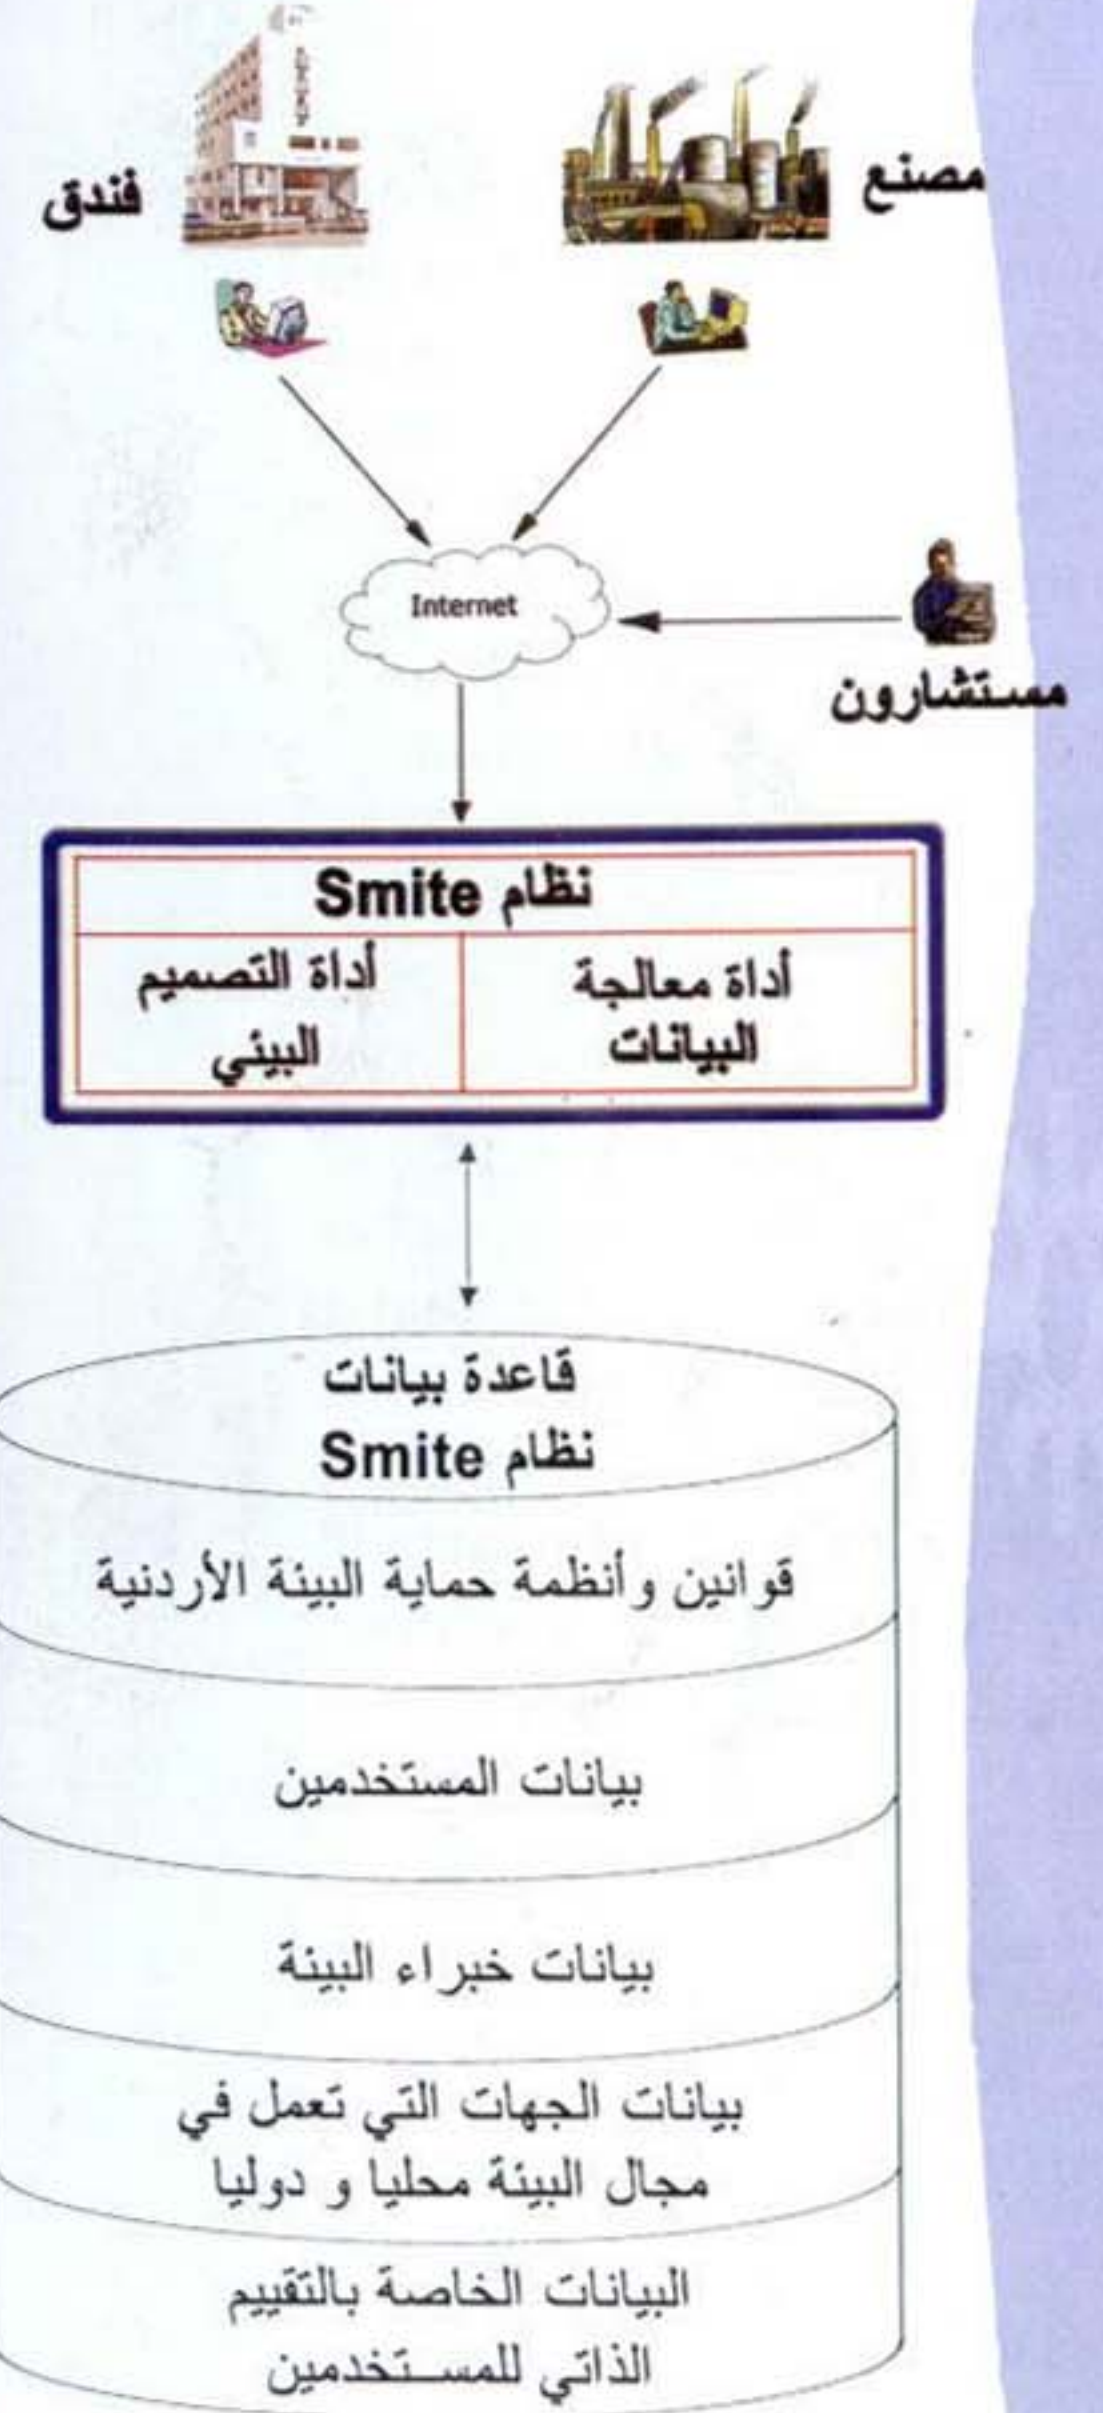 مصنع
فندق
Internet
مستشارون
نظام Smite
أداة معالجة
البيانات
أداة التصميم
البيئي
قاعدة بيانات
نظام Smite
قوانين وأنظمة حماية البيئة الأردنية
بيانات المستخدمين
بيانات خبراء البيئة
بيانات الجهات التي تعمل في
مجال البيئة محليا و دوليا
البيانات الخاصة بالتقييم
الذاتي للمستخدمين